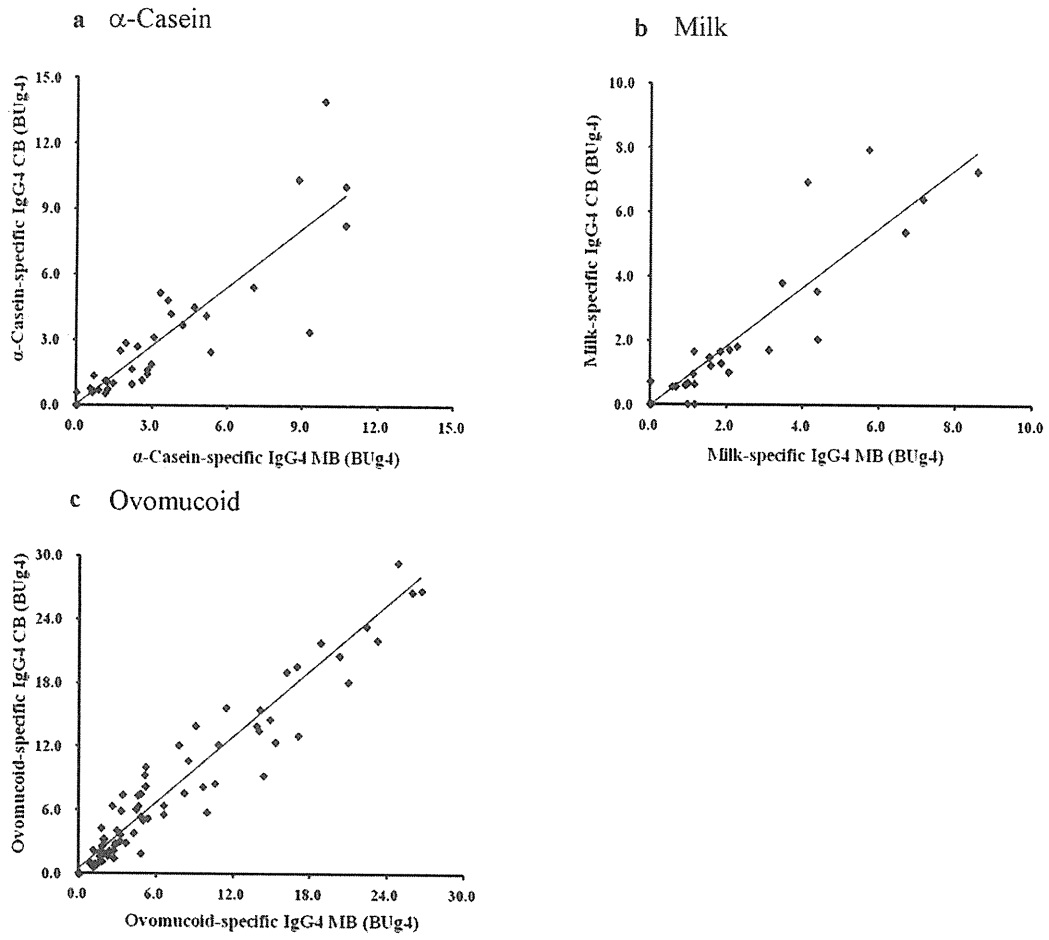 a α-Casein
α-Casein-specific IgG4 CB (BUg4)
15.0
12.0
9.0
6.0
3.0
0.0
0.0 3.0 6.0 9.0 12.0 15.0
α-Casein-specific IgG4 MB (BUg4)
b Milk
Milk-specific IgG4 CB (BUg4)
10.0
8.0
6.0
4.0
2.0
0.0
0.0 2.0 4.0 6.0 8.0 10.0
Milk-specific IgG4 MB (BUg4)
c Ovomucoid
Ovomucoid-specific IgG4 CB (BUg4)
30.0
24.0
18.0
12.0
6.0
0.0
0.0 6.0 12.0 18.0 24.0 30.0
Ovomucoid-specific IgG4 MB (BUg4)